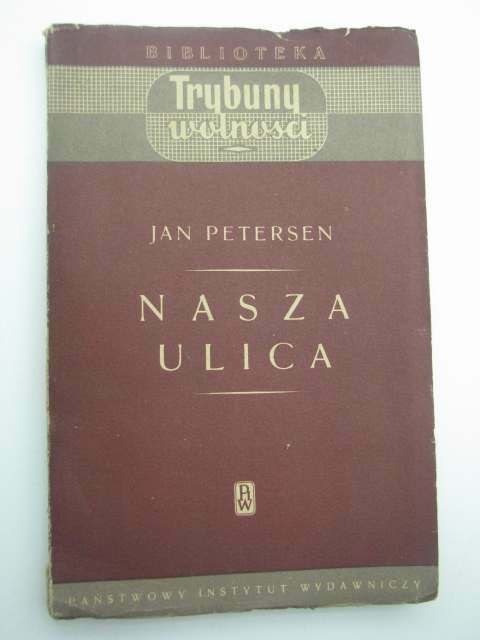 BIBLIOTEKA
Trybuny
wolności
JAN PETERSEN
NASZA
ULICA
PIW
PAŃSTWOWY INSTYTUT WYDAWNICZY